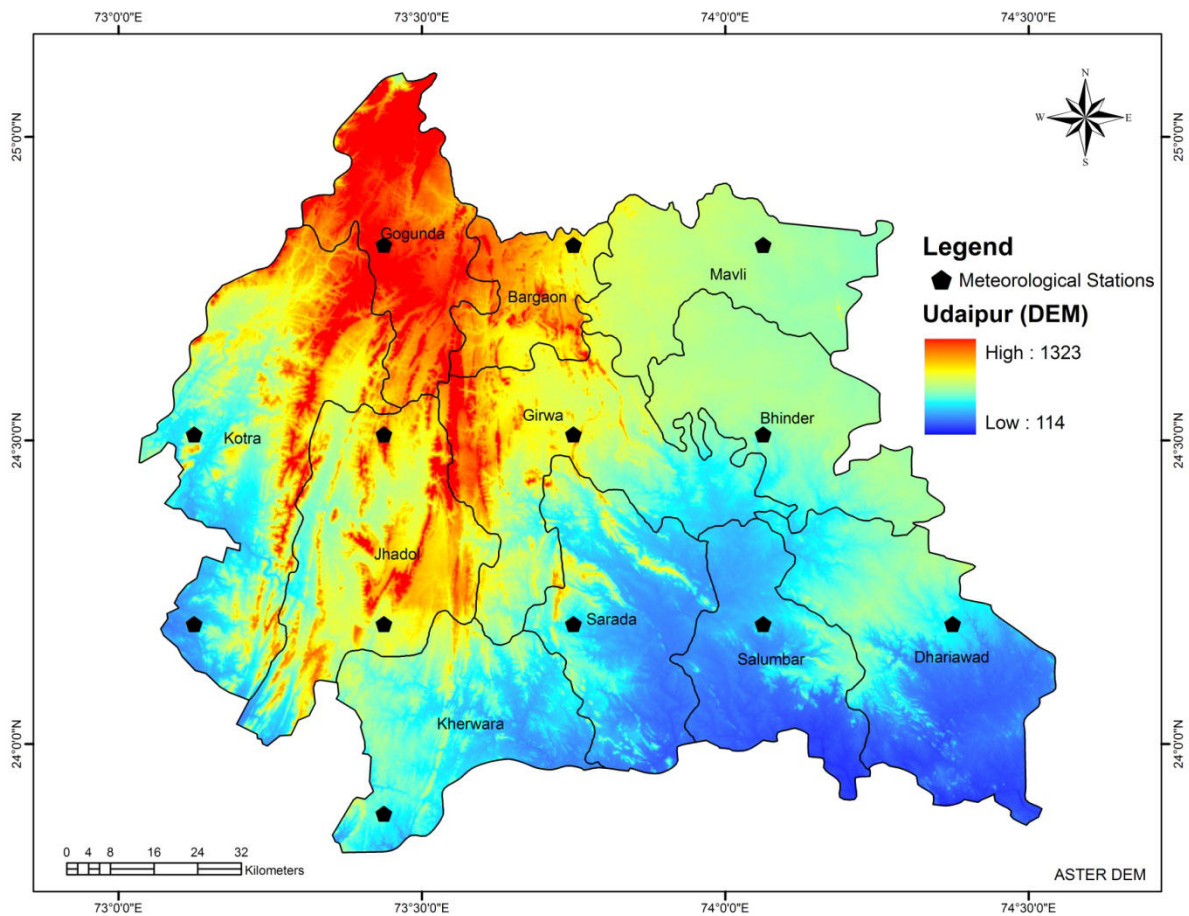 73°0'0"E
73°30'0"E
74°0'0"E
74°30'0"E
N
W
E
S
25°0'0"N
25°0'0"N
Gogunda
Bargaon
Mavli
Legend
Meteorological Stations
Udaipur (DEM)
High : 1323
Low : 114
Girwa
Bhinder
Kotra
24°30'0"N
24°30'0"N
Jhadol
Sarada
Salumbar
Dhariawad
Kherwara
24°0'0"N
24°0'0"N
0 4 8 16 24 32
Kilometers
ASTER DEM
73°0'0"E
73°30'0"E
74°0'0"E
74°30'0"E